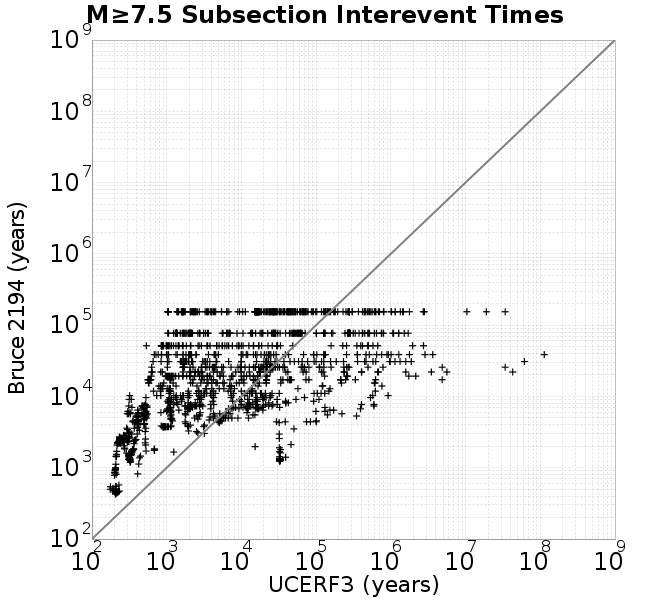 M≥7.5 Subsection Interevent Times
10^9
10^8
10^7
10^6
10^5
10^4
10^3
10^2
Bruce 2194 (years)
10^2 10^3 10^4 10^5 10^6 10^7 10^8 10^9
UCERF3 (years)